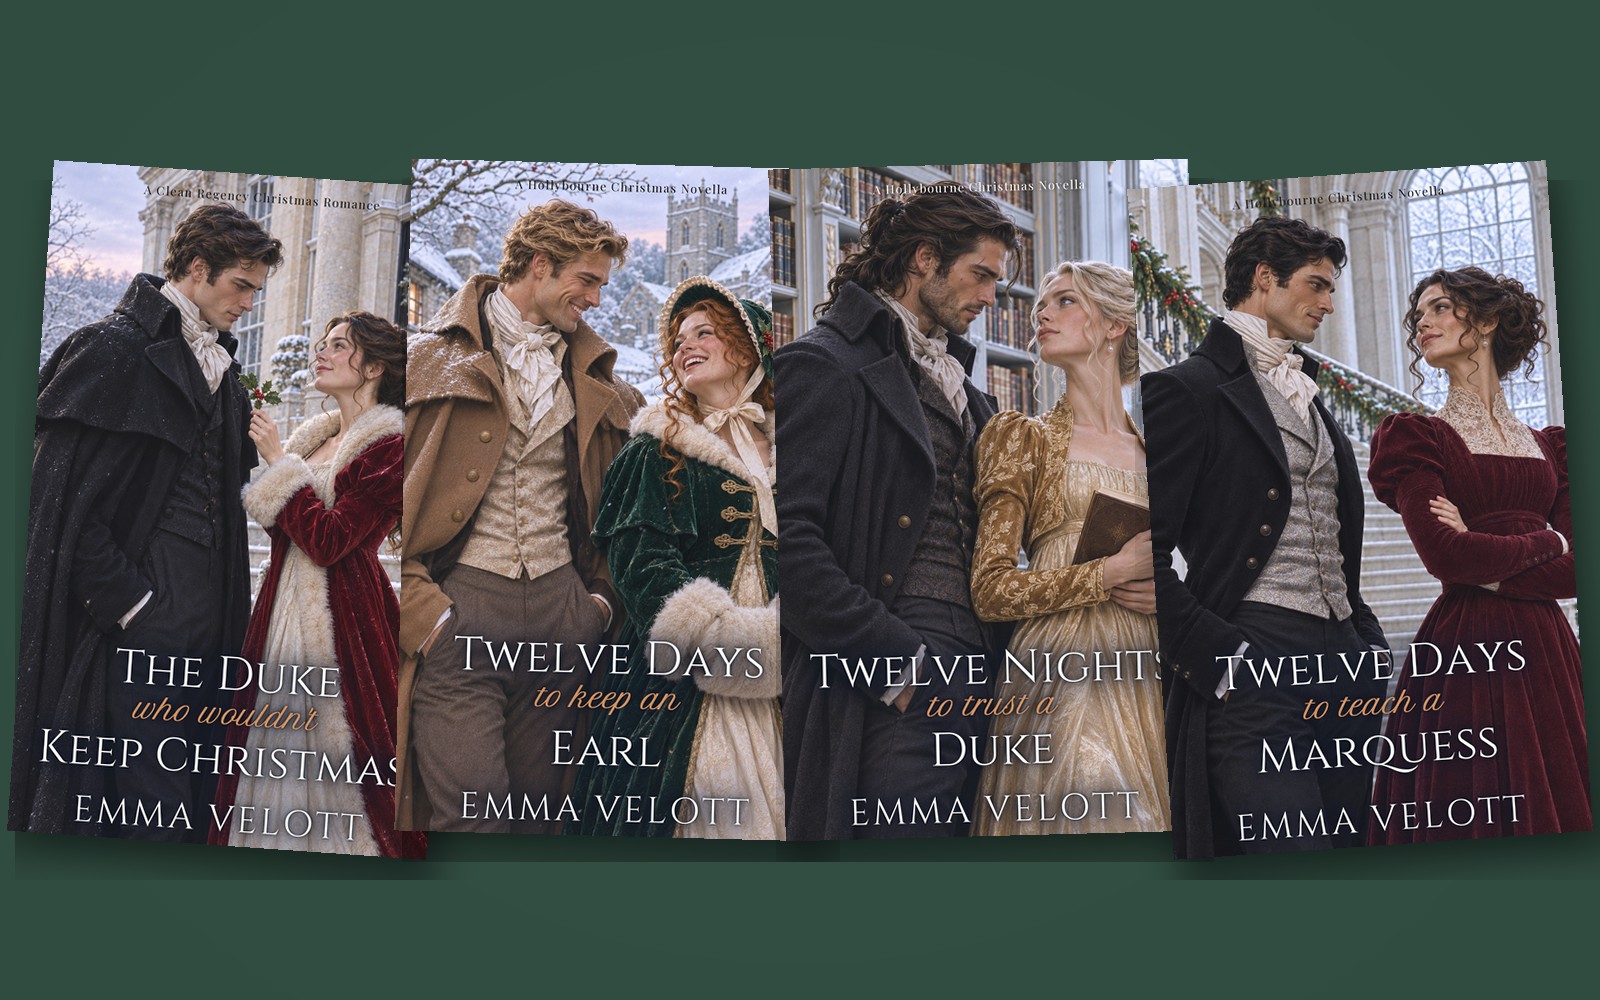 A Clean Regency Christmas Romance
THE DUKE
who wouldn't
KEEP CHRISTMAS
EMMA VELOTT
A Hollybourne Christmas Novella
TWELVE DAYS
to keep an
EARL
EMMA VELOTT
A Hollybourne Christmas Novella
TWELVE NIGHTS
to trust a
DUKE
EMMA VELOTT
A Hollybourne Christmas Novella
TWELVE DAYS
to teach a
MARQUESS
EMMA VELOTT